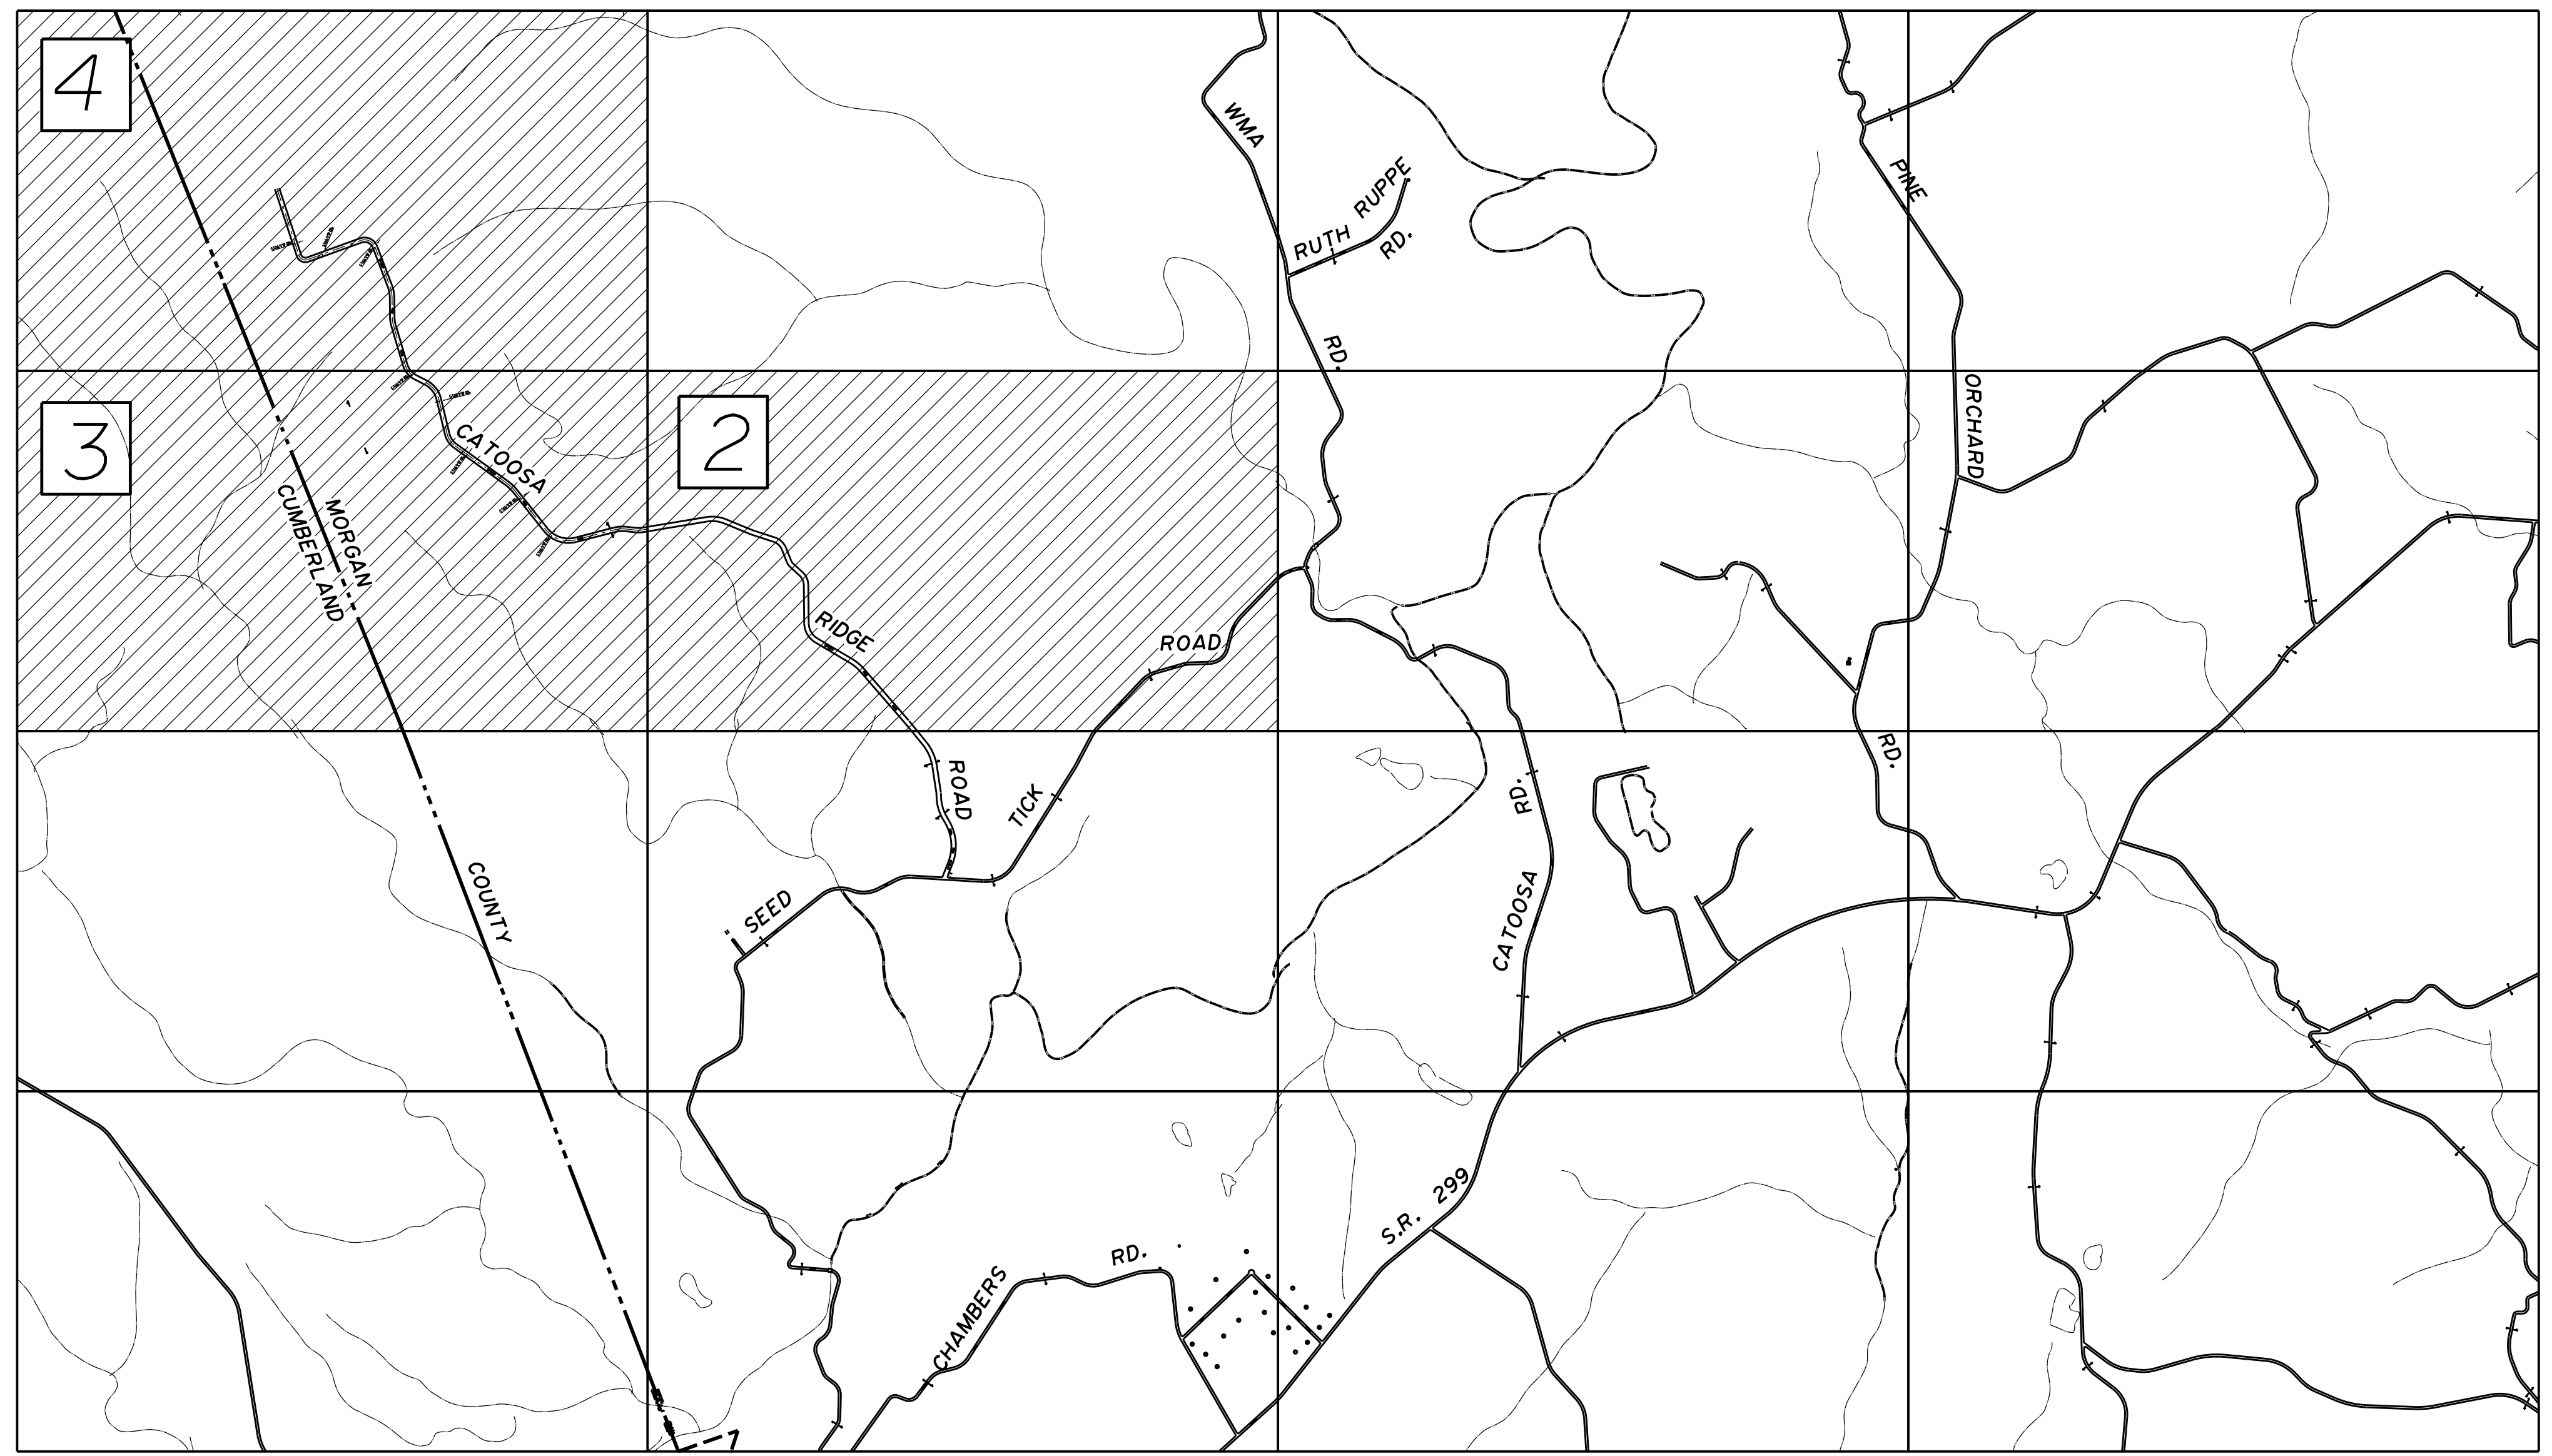 4
WMA
RUTH RUPPE
RD.
PINE
RD.
3
2
CATOOSA
ORCHARD
MORGAN
CUMBERLAND
RIDGE
ROAD
RD.
ROAD
TICK
RD.
SEED
CATOOSA
COUNTY
S.R. 299
RD.
CHAMBERS